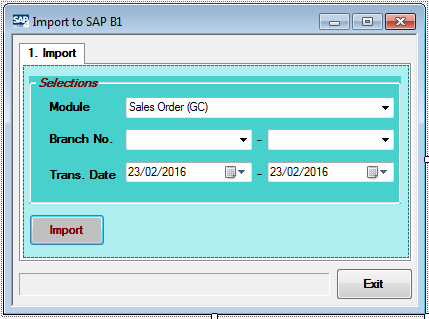 SAP Import to SAP B1
1. Import
Selections
Module Sales Order (GC)
Branch No. -
Trans. Date 23/02/2016 - 23/02/2016
Import
Exit